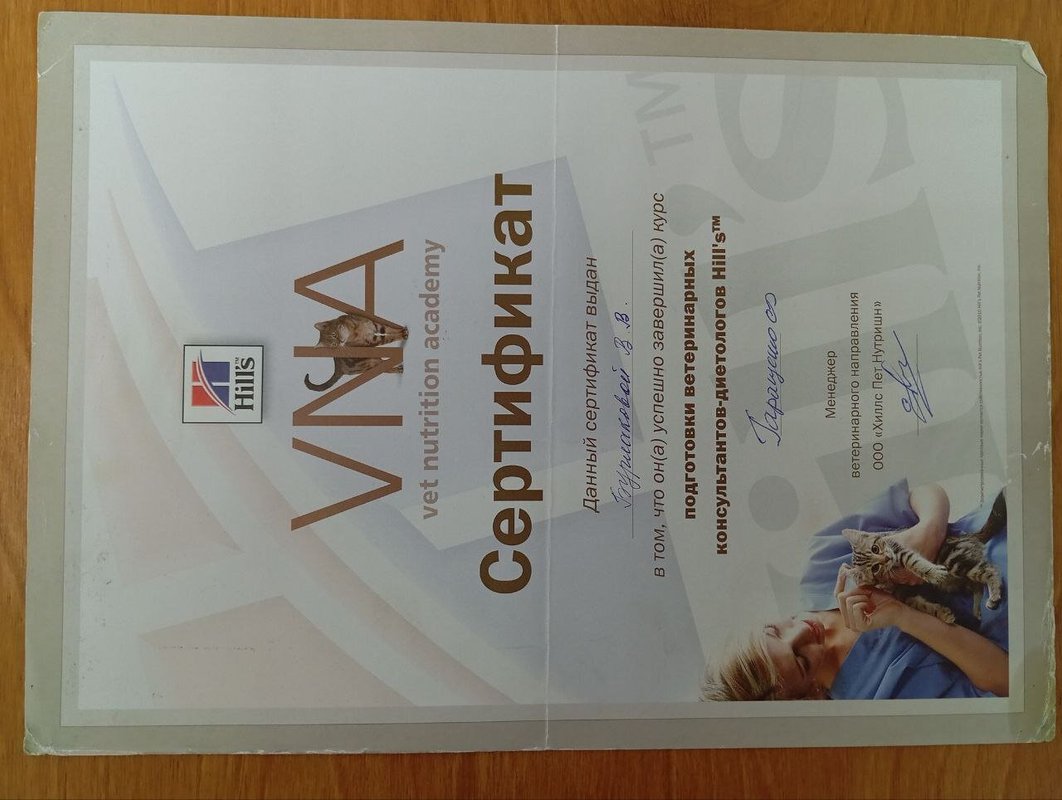 Hill's™
VNA
vet nutrition academy
Сертификат
Данный сертификат выдан
В. В.
в том, что он(а) успешно завершил(а) курс
подготовки ветеринарных
консультантов-диетологов Hill's™
Менеджер
ветеринарного направления
ООО «Хиллс Пет Нутришн»